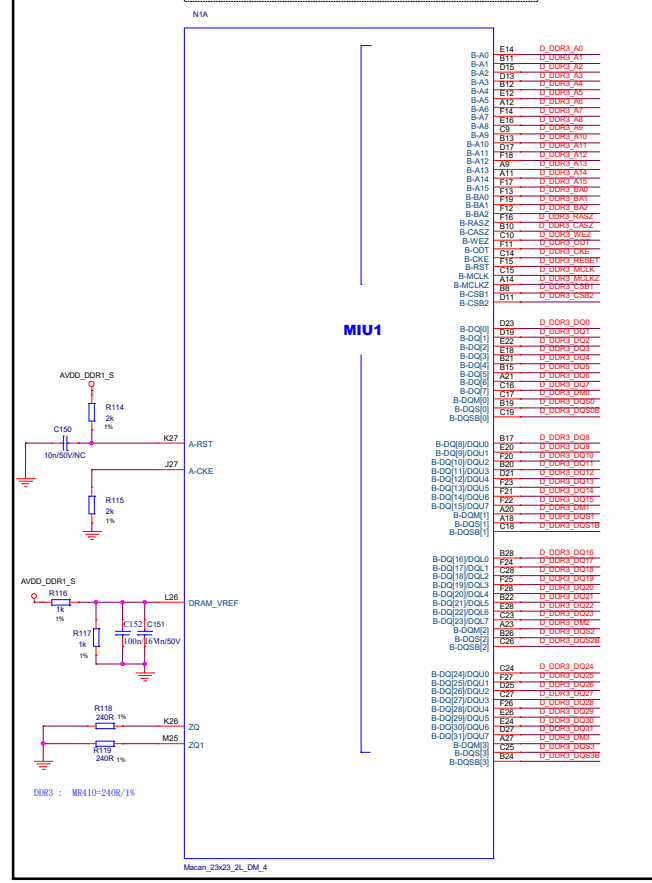 N1A
B-A0 E14 D_DDR3_A0
B-A1 B11 D_DDR3_A1
B-A2 D15 D_DDR3_A2
B-A3 D13 D_DDR3_A3
B-A4 B12 D_DDR3_A4
B-A5 E12 D_DDR3_A5
B-A6 A12 D_DDR3_A6
B-A7 F14 D_DDR3_A7
B-A8 E16 D_DDR3_A8
B-A9 C9 D_DDR3_A9
B-A10 B13 D_DDR3_A10
B-A11 D17 D_DDR3_A11
B-A12 F18 D_DDR3_A12
B-A13 A9 D_DDR3_A13
B-A14 A11 D_DDR3_A14
B-A15 F17 D_DDR3_A15
B-BA0 F13 D_DDR3_BA0
B-BA1 F19 D_DDR3_BA1
B-BA2 F12 D_DDR3_BA2
B-RASZ F16 D_DDR3_RASZ
B-CASZ B10 D_DDR3_CASZ
B-WEZ C10 D_DDR3_WEZ
B-ODT F11 D_DDR3_ODT
B-CKE C14 D_DDR3_CKE
B-RST F15 D_DDR3_RESET
B-MCLK C15 D_DDR3_MCLK
B-MCLKZ A14 D_DDR3_MCLKZ
B-CSB1 B8 D_DDR3_CSB1
B-CSB2 D11 D_DDR3_CSB2
MIU1
B-DQ[0] D23 D_DDR3_DQ0
B-DQ[1] D19 D_DDR3_DQ1
B-DQ[2] E22 D_DDR3_DQ2
B-DQ[3] E18 D_DDR3_DQ3
B-DQ[4] B21 D_DDR3_DQ4
B-DQ[5] B15 D_DDR3_DQ5
B-DQ[6] A21 D_DDR3_DQ6
B-DQ[7] C16 D_DDR3_DQ7
B-DQM[0] C17 D_DDR3_DM0
B-DQS[0] B19 D_DDR3_DQS0
B-DQSB[0] C19 D_DDR3_DQS0B
AVDD_DDR1_S
R114
2k
1%
C150
10n/50V/NC
K27 A-RST
J27 A-CKE
R115
2k
1%
B-DQ[8]/DQU0 B17 D_DDR3_DQ8
B-DQ[9]/DQU1 E20 D_DDR3_DQ9
B-DQ[10]/DQU2 F20 D_DDR3_DQ10
B-DQ[11]/DQU3 B20 D_DDR3_DQ11
B-DQ[12]/DQU4 D21 D_DDR3_DQ12
B-DQ[13]/DQU5 F23 D_DDR3_DQ13
B-DQ[14]/DQU6 F21 D_DDR3_DQ14
B-DQ[15]/DQU7 F22 D_DDR3_DQ15
B-DQM[1] A20 D_DDR3_DM1
B-DQS[1] A18 D_DDR3_DQS1
B-DQSB[1] C18 D_DDR3_DQS1B
B-DQ[16]/DQL0 B28 D_DDR3_DQ16
B-DQ[17]/DQL1 F24 D_DDR3_DQ17
B-DQ[18]/DQL2 C28 D_DDR3_DQ18
B-DQ[19]/DQL3 F25 D_DDR3_DQ19
B-DQ[20]/DQL4 F28 D_DDR3_DQ20
B-DQ[21]/DQL5 B22 D_DDR3_DQ21
B-DQ[22]/DQL6 E28 D_DDR3_DQ22
B-DQ[23]/DQL7 C23 D_DDR3_DQ23
B-DQM[2] A23 D_DDR3_DM2
B-DQS[2] B26 D_DDR3_DQS2
B-DQSB[2] C26 D_DDR3_DQS2B
AVDD_DDR1_S
R116
1k
1%
L26 DRAM_VREF
R117
1k
1%
C152 C151
100n/16V
B-DQ[24]/DQU0 C24 D_DDR3_DQ24
B-DQ[25]/DQU1 F27 D_DDR3_DQ25
B-DQ[26]/DQU2 D25 D_DDR3_DQ26
B-DQ[27]/DQU3 C27 D_DDR3_DQ27
B-DQ[28]/DQU4 F26 D_DDR3_DQ28
B-DQ[29]/DQU5 E26 D_DDR3_DQ29
B-DQ[30]/DQU6 E24 D_DDR3_DQ30
B-DQ[31]/DQU7 D27 D_DDR3_DQ31
B-DQM[3] A27 D_DDR3_DM3
B-DQS[3] C25 D_DDR3_DQS3
B-DQSB[3] B24 D_DDR3_DQS3B
R118
240R 1%
K26 ZQ
M25 ZQ1
R119
240R 1%
DDR3 : MR410=240R/1%
Macan_23x23_2L_DM_4